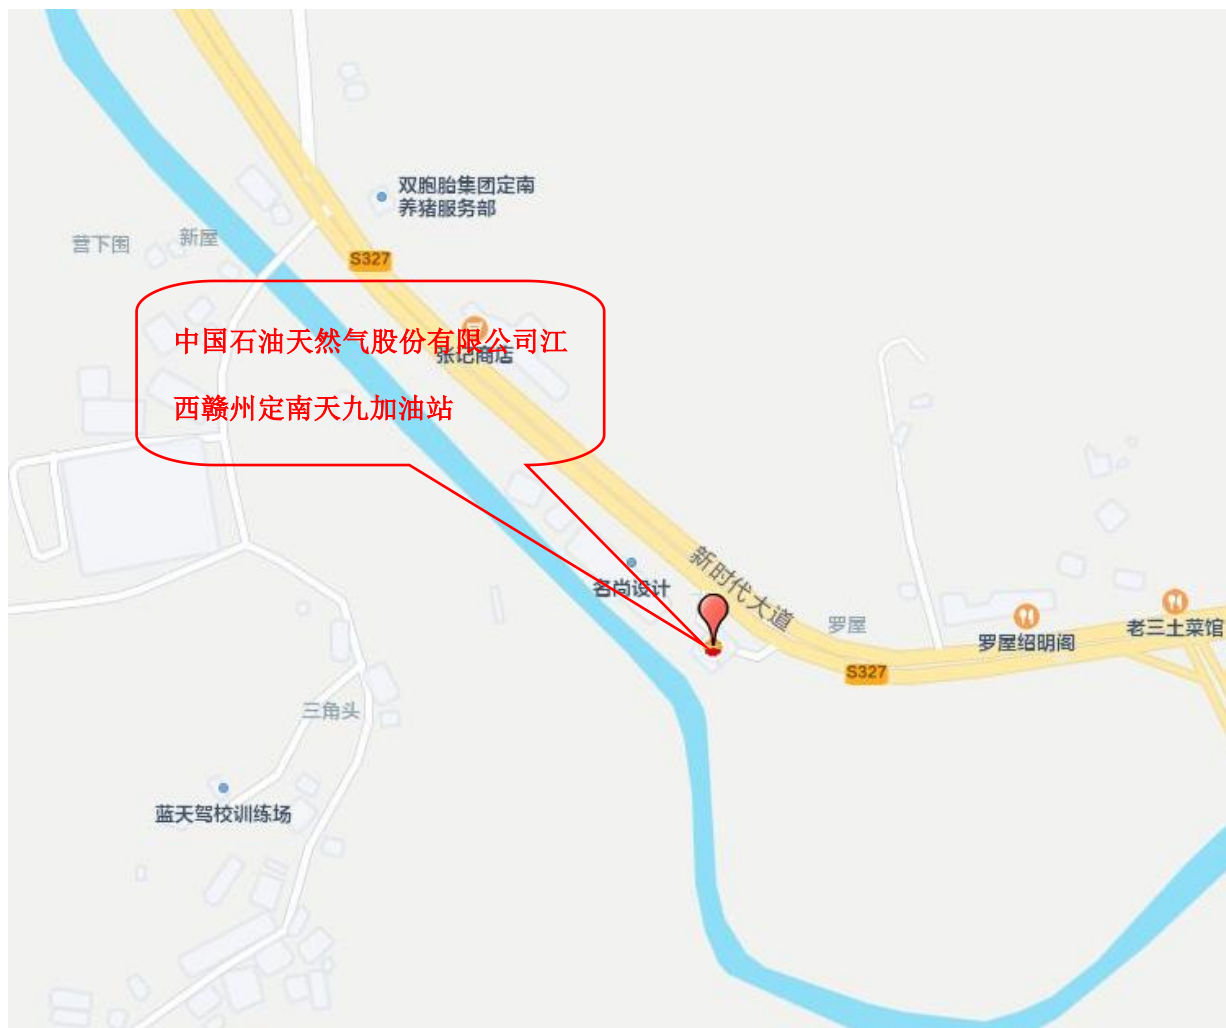 双胞胎集团定南
养猪服务部
营下围
新屋
S327
中国石油天然气股份有限公司江
张记商店
西赣州定南天九加油站
新时代大道
名尚设计
罗屋
老三土菜馆
罗屋绍明阁
S327
三角头
蓝天驾校训练场